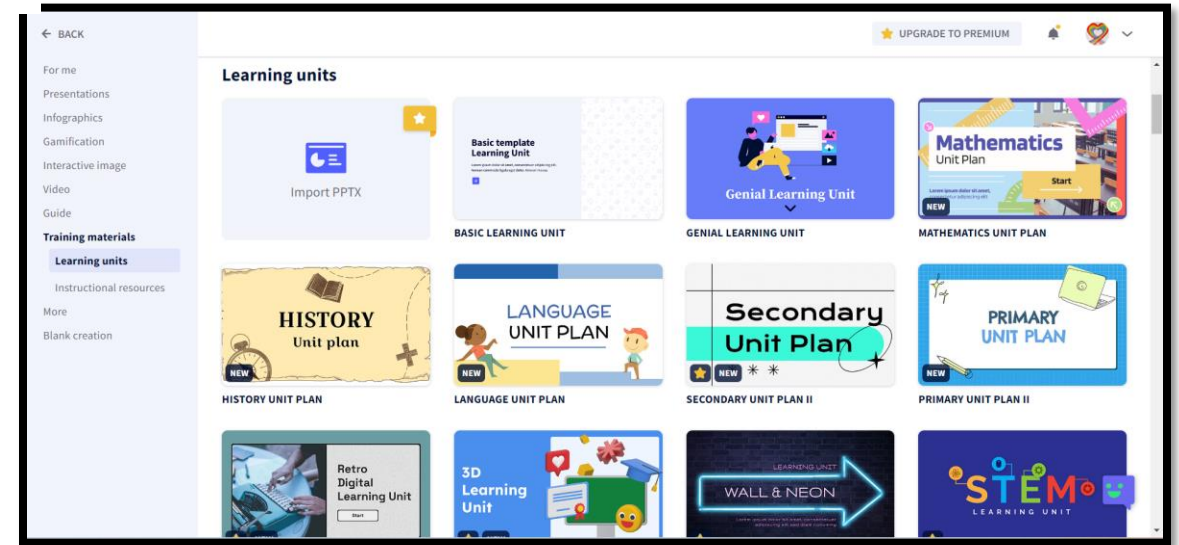 ← BACK
UPGRADE TO PREMIUM
For me
Presentations
Infographics
Gamification
Interactive image
Video
Guide
Training materials
Learning units
Instructional resources
More
Blank creation
Learning units
Import PPTX
Basic template
Learning Unit
BASIC LEARNING UNIT
Genial Learning Unit
GENIAL LEARNING UNIT
Mathematics
Unit Plan
Start
NEW
MATHEMATICS UNIT PLAN
HISTORY
Unit plan
NEW
HISTORY UNIT PLAN
LANGUAGE
UNIT PLAN
NEW
LANGUAGE UNIT PLAN
Secondary
Unit Plan
NEW
SECONDARY UNIT PLAN II
PRIMARY
UNIT PLAN
NEW
PRIMARY UNIT PLAN II
Retro
Digital
Learning Unit
Start
3D
Learning
Unit
LEARNING UNIT
WALL & NEON
STEM
LEARNING UNIT